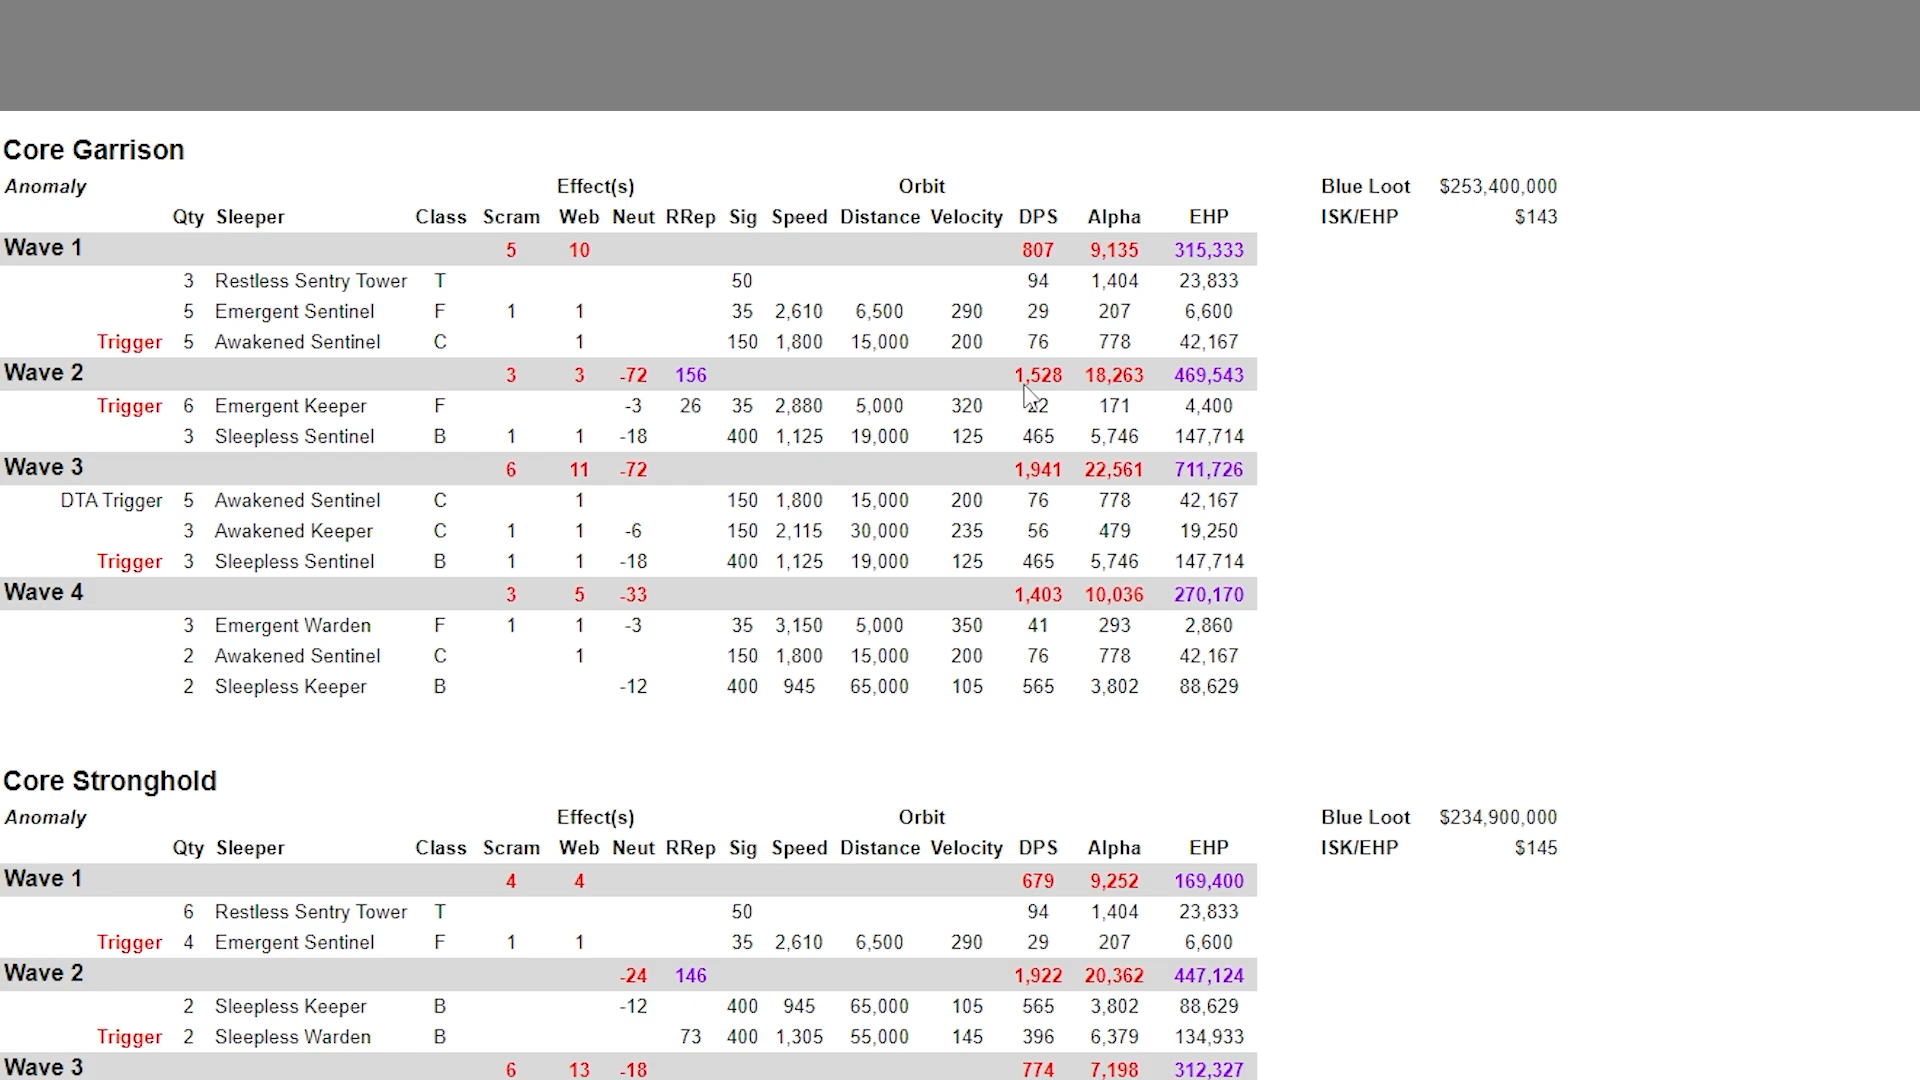 Core Garrison
Anomaly Effect(s) Orbit Blue Loot $253,400,000
Qty Sleeper Class Scram Web Neut RRep Sig Speed Distance Velocity DPS Alpha EHP ISK/EHP $143
Wave 1 5 10 807 9,135 315,333
3 Restless Sentry Tower T 50 94 1,404 23,833
5 Emergent Sentinel F 1 1 35 2,610 6,500 290 29 207 6,600
Trigger 5 Awakened Sentinel C 1 150 1,800 15,000 200 76 778 42,167
Wave 2 3 3 -72 156 1,528 18,263 469,543
Trigger 6 Emergent Keeper F -3 26 35 2,880 5,000 320 22 171 4,400
3 Sleepless Sentinel B 1 1 -18 400 1,125 19,000 125 465 5,746 147,714
Wave 3 6 11 -72 1,941 22,561 711,726
DTA Trigger 5 Awakened Sentinel C 1 150 1,800 15,000 200 76 778 42,167
3 Awakened Keeper C 1 1 -6 150 2,115 30,000 235 56 479 19,250
Trigger 3 Sleepless Sentinel B 1 1 -18 400 1,125 19,000 125 465 5,746 147,714
Wave 4 3 5 -33 1,403 10,036 270,170
3 Emergent Warden F 1 1 -3 35 3,150 5,000 350 41 293 2,860
2 Awakened Sentinel C 1 150 1,800 15,000 200 76 778 42,167
2 Sleepless Keeper B -12 400 945 65,000 105 565 3,802 88,629
Core Stronghold
Anomaly Effect(s) Orbit Blue Loot $234,900,000
Qty Sleeper Class Scram Web Neut RRep Sig Speed Distance Velocity DPS Alpha EHP ISK/EHP $145
Wave 1 4 4 679 9,252 169,400
6 Restless Sentry Tower T 50 94 1,404 23,833
Trigger 4 Emergent Sentinel F 1 1 35 2,610 6,500 290 29 207 6,600
Wave 2 -24 146 1,922 20,362 447,124
2 Sleepless Keeper B -12 400 945 65,000 105 565 3,802 88,629
Trigger 2 Sleepless Warden B 73 400 1,305 55,000 145 396 6,379 134,933
Wave 3 6 13 -18 774 7,198 312,327